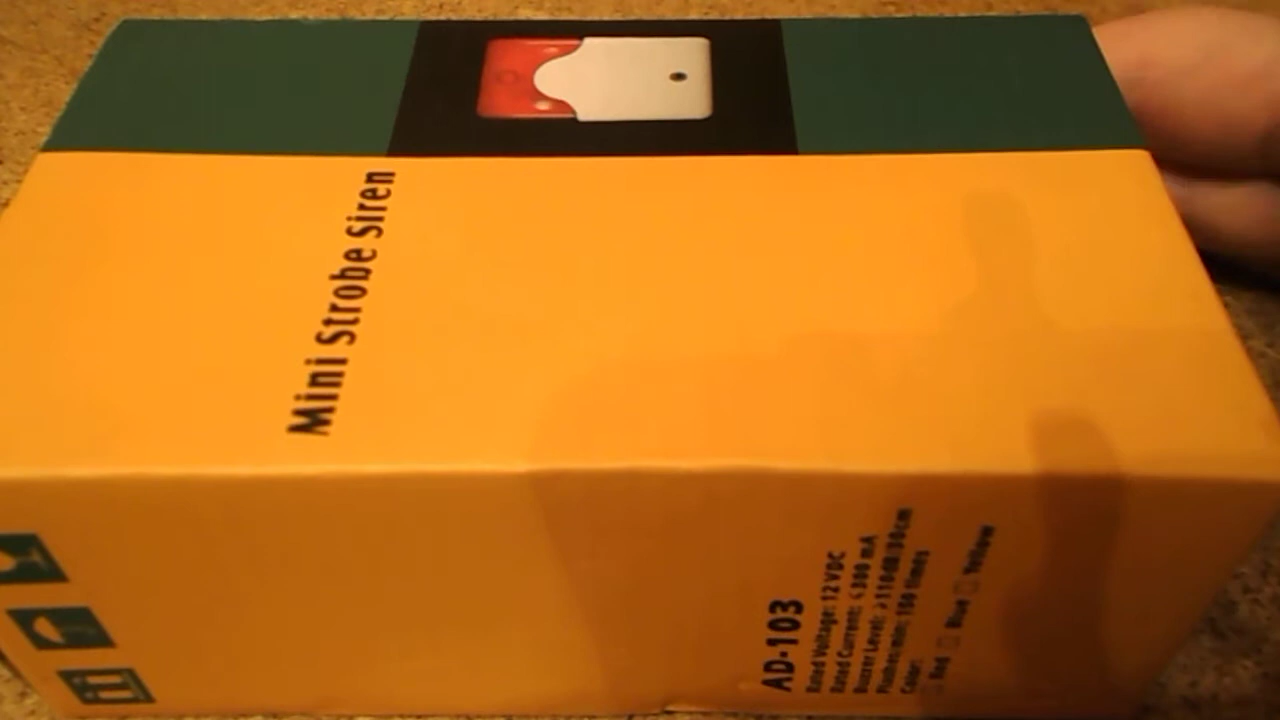 Mini Strobe Siren
AD-103
Rated Voltage: 12 VDC
Rated Current: ≤300 mA
Buzzer Level: ≥110dB/30cm
Flashes/min: 150 times
Color:
Red Blue Yellow